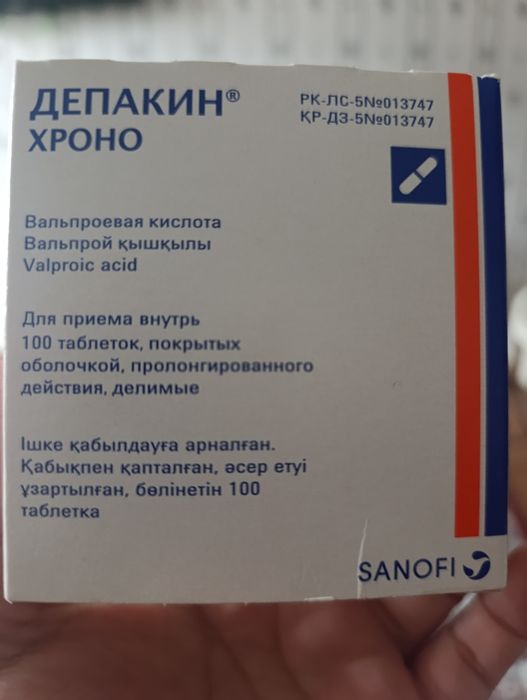 ДЕПАКИН®
ХРОНО
РК-ЛС-5№013747
ҚР-ДЗ-5№013747
Вальпроевая кислота
Вальпрой қышқылы
Valproic acid
Для приема внутрь
100 таблеток, покрытых
оболочкой, пролонгированного
действия, делимые
Ішке қабылдауға арналған.
Қабықпен қапталған, әсер етуі
ұзартылған, бөлінетін 100
таблетка
SANOFI